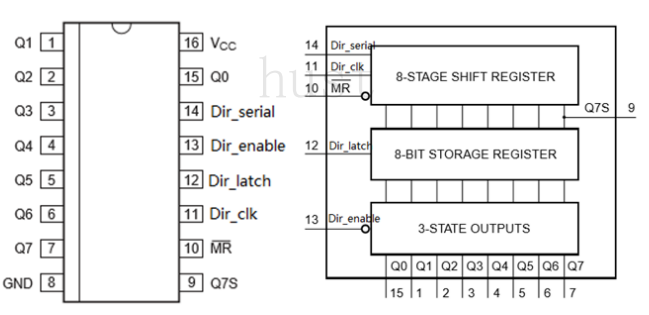 Q1 1 16 VCC
Q2 2 15 Q0
Q3 3 14 Dir_serial
Q4 4 13 Dir_enable
Q5 5 12 Dir_latch
Q6 6 11 Dir_clk
Q7 7 10 M̅R̅
GND 8 9 Q7S
14 Dir_serial
11 Dir_clk
10 M̅R̅
8-STAGE SHIFT REGISTER
Q7S 9
12 Dir_latch
8-BIT STORAGE REGISTER
13 Dir_enable
3-STATE OUTPUTS
Q0 Q1 Q2 Q3 Q4 Q5 Q6 Q7
15 1 2 3 4 5 6 7